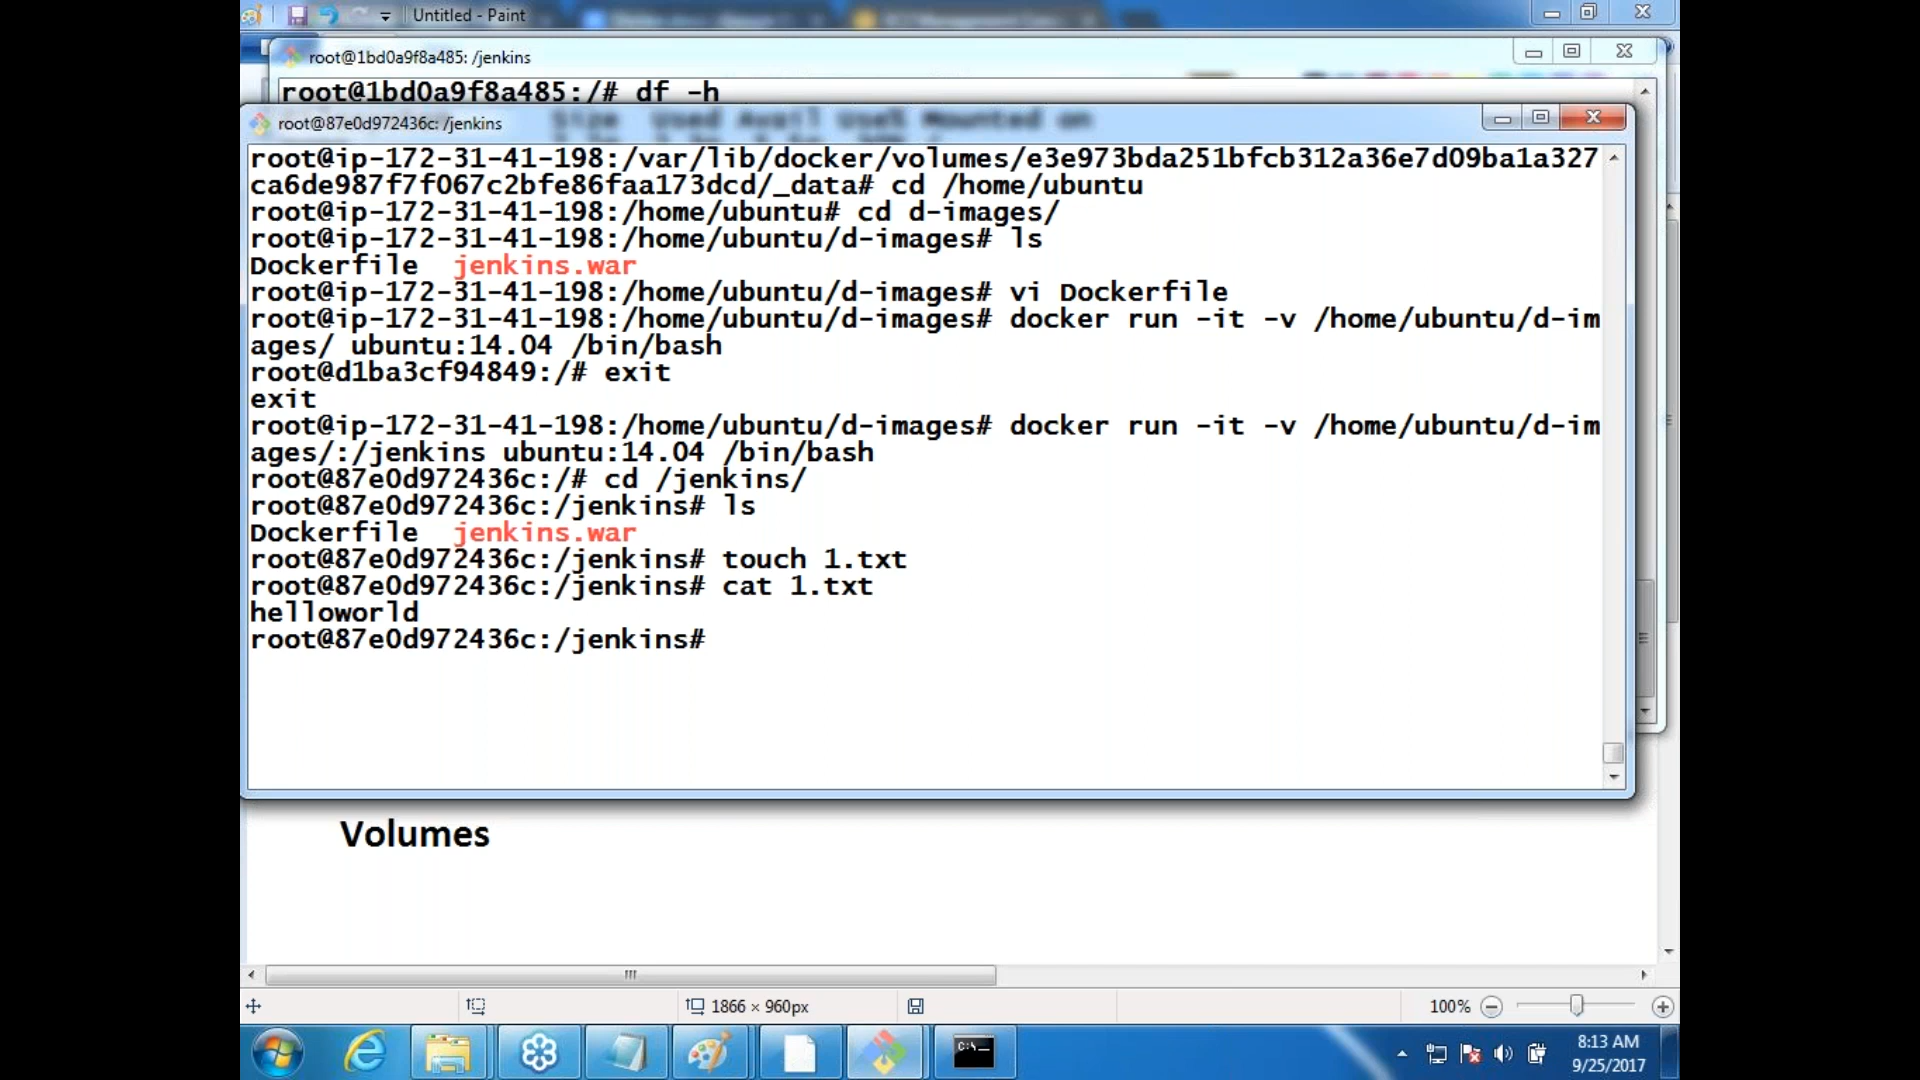 Untitled - Paint
root@1bd0a9f8a485: /jenkins
root@1bd0a9f8a485:/# df -h
Size Used Avail Use% Mounted on
root@87e0d972436c: /jenkins
root@ip-172-31-41-198:/var/lib/docker/volumes/e3e973bda251bfcb312a36e7d09ba1a327
ca6de987f7f067c2bfe86faa173dcd/_data# cd /home/ubuntu
root@ip-172-31-41-198:/home/ubuntu# cd d-images/
root@ip-172-31-41-198:/home/ubuntu/d-images# ls
Dockerfile jenkins.war
root@ip-172-31-41-198:/home/ubuntu/d-images# vi Dockerfile
root@ip-172-31-41-198:/home/ubuntu/d-images# docker run -it -v /home/ubuntu/d-im
ages/ ubuntu:14.04 /bin/bash
root@d1ba3cf94849:/# exit
exit
root@ip-172-31-41-198:/home/ubuntu/d-images# docker run -it -v /home/ubuntu/d-im
ages/:/jenkins ubuntu:14.04 /bin/bash
root@87e0d972436c:/# cd /jenkins/
root@87e0d972436c:/jenkins# ls
Dockerfile jenkins.war
root@87e0d972436c:/jenkins# touch 1.txt
root@87e0d972436c:/jenkins# cat 1.txt
helloworld
root@87e0d972436c:/jenkins#
Volumes
1866 × 960px
100%
8:13 AM
9/25/2017